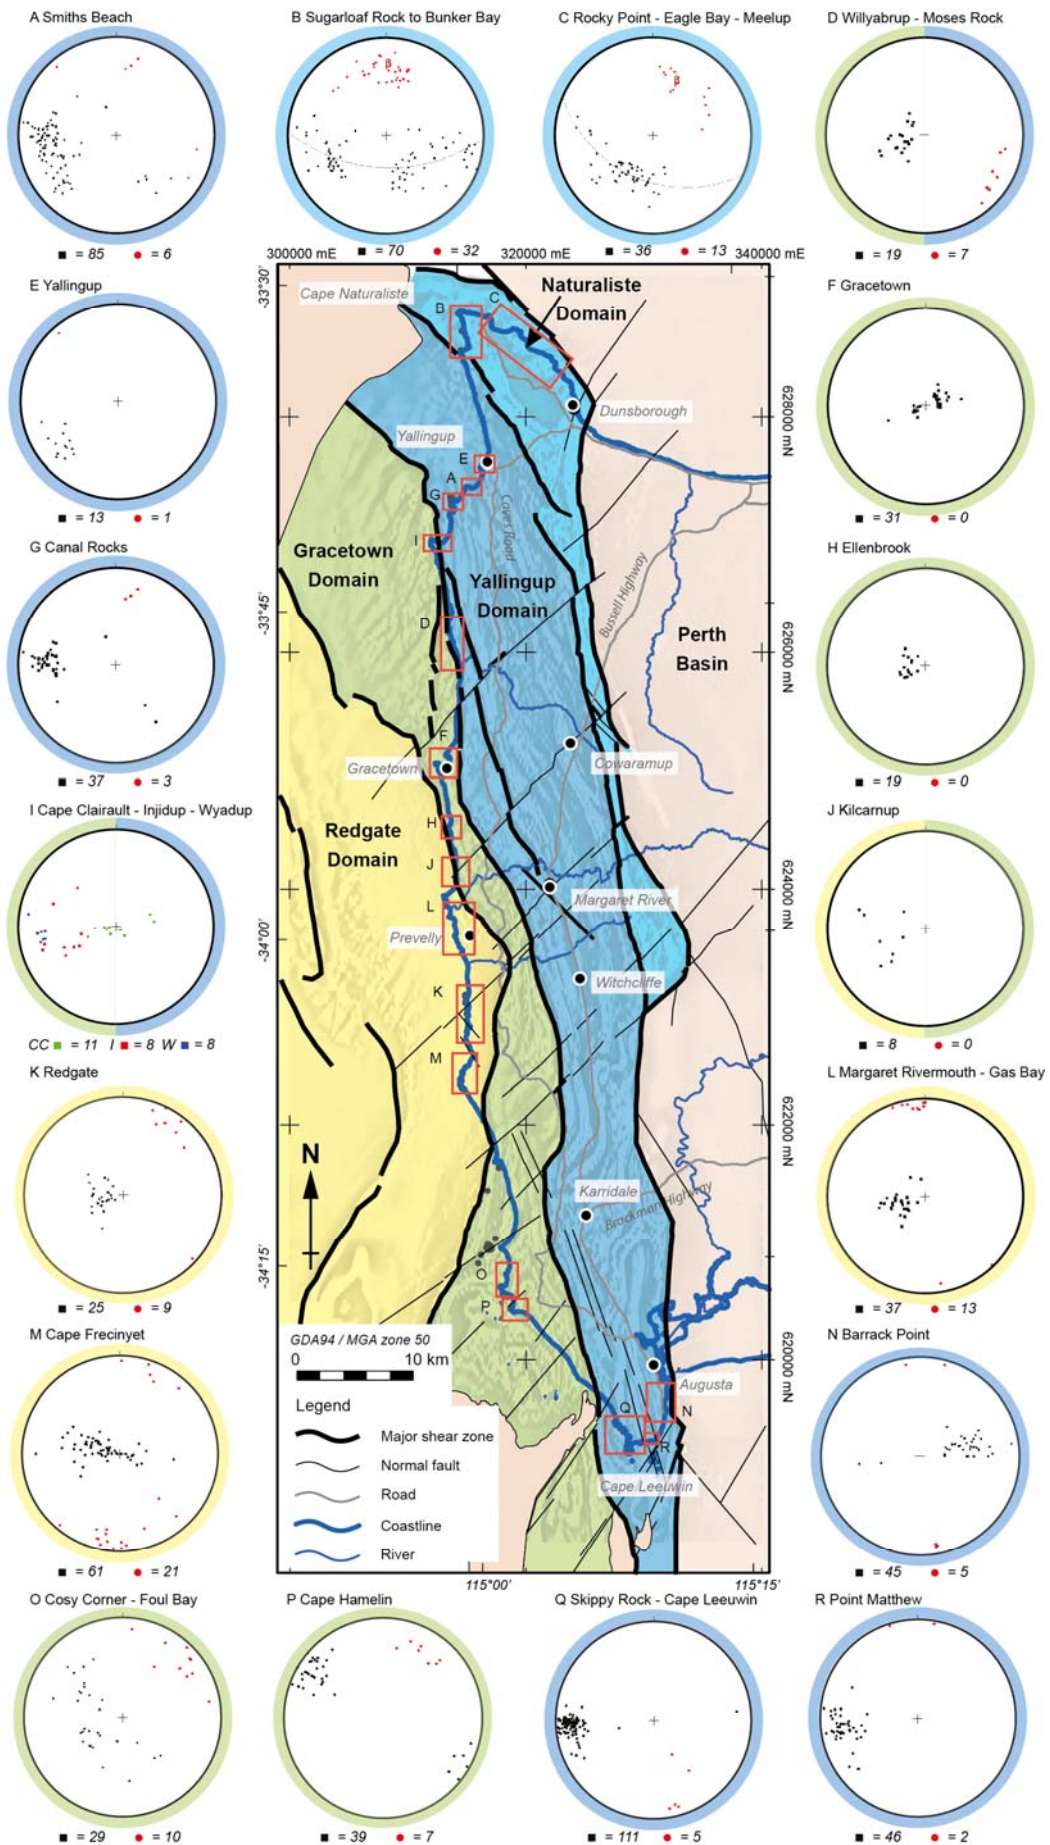 A Smiths Beach
B Sugarloaf Rock to Bunker Bay
C Rocky Point - Eagle Bay - Meelup
D Willyabrup - Moses Rock
β
β
■ = 85 ● = 6
■ = 70 ● = 32
■ = 36 ● = 13
■ = 19 ● = 7
300000 mE
320000 mE
340000 mE
E Yallingup
■ = 13 ● = 1
F Gracetown
■ = 31 ● = 0
G Canal Rocks
■ = 37 ● = 3
H Ellenbrook
■ = 19 ● = 0
I Cape Clairault - Injidup - Wyadup
CC ■ = 11 I ■ = 8 W ■ = 8
J Kilcarnup
■ = 8 ● = 0
K Redgate
■ = 25 ● = 9
L Margaret Rivermouth - Gas Bay
■ = 37 ● = 13
M Cape Frecinyet
■ = 61 ● = 21
N Barrack Point
■ = 45 ● = 5
O Cosy Corner - Foul Bay
■ = 29 ● = 10
P Cape Hamelin
■ = 39 ● = 7
Q Skippy Rock - Cape Leeuwin
■ = 111 ● = 5
R Point Matthew
■ = 46 ● = 2
-33°30'
-33°45'
-34°00'
-34°15'
628000 mN
626000 mN
624000 mN
622000 mN
620000 mN
115°00'
115°15'
Cape Naturaliste
Naturaliste
Domain
B
C
Dunsborough
Yallingup
E
A
G
I
Caves Road
Gracetown
Domain
Yallingup
Domain
Bussell Highway
Perth
Basin
D
F
Gracetown
Cowaramup
H
Redgate
Domain
J
L
Margaret River
Prevelly
K
Witchcliffe
M
N
Karridale
Brockman Highway
O
P
Augusta
Q
N
R
Cape Leeuwin
GDA94 / MGA zone 50
0 10 km
Legend
Major shear zone
Normal fault
Road
Coastline
River